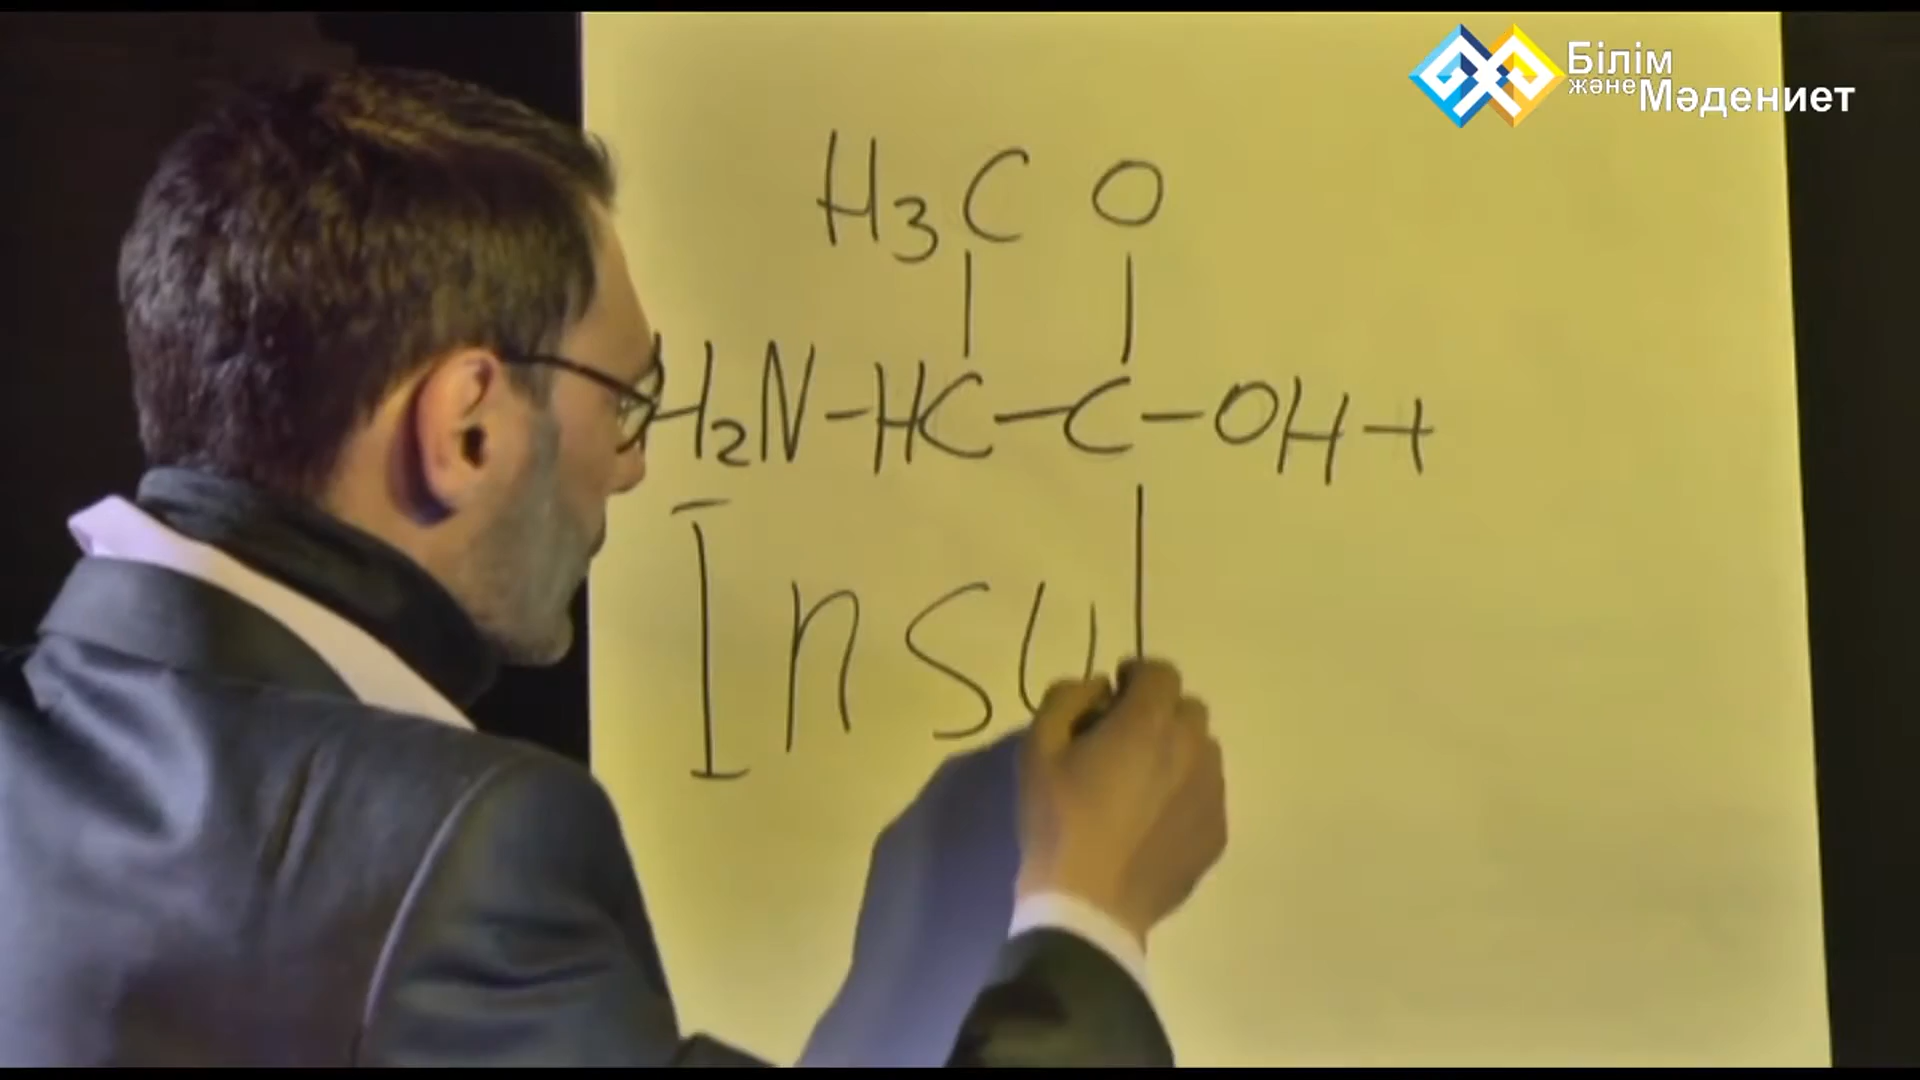 Білім
және Мәдениет
H₃C O
H₂N-HC-C-OH+
Insul